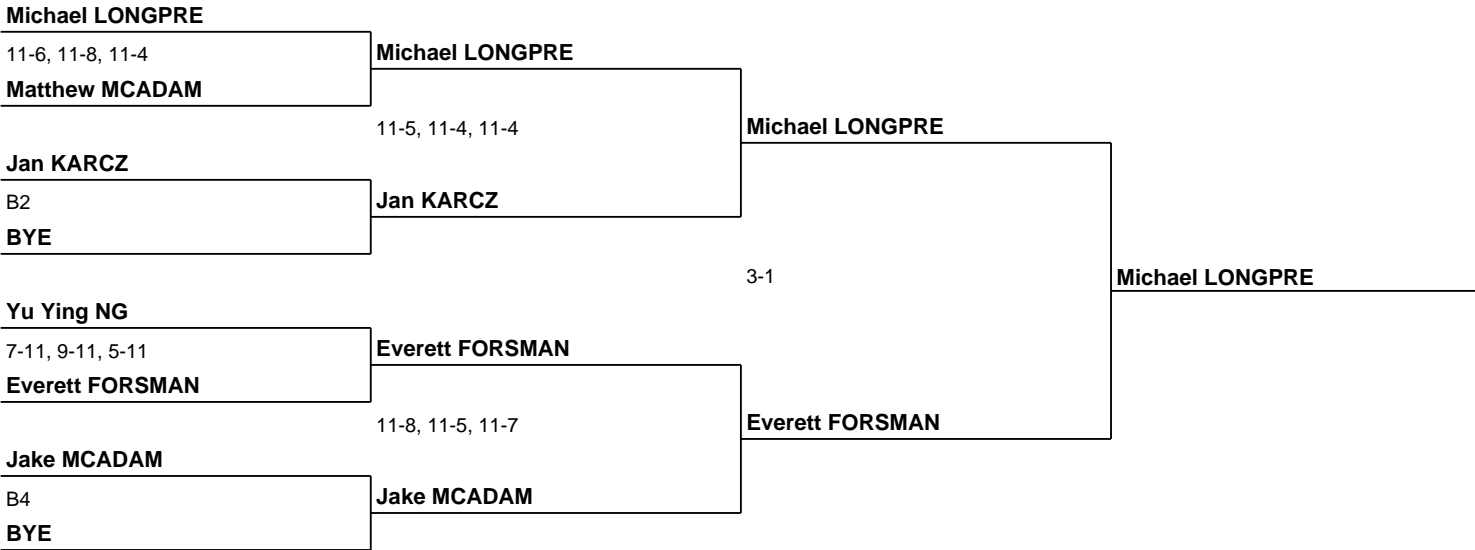 Michael LONGPRE
11-6, 11-8, 11-4
Michael LONGPRE
Matthew MCADAM
11-5, 11-4, 11-4
Michael LONGPRE
Jan KARCZ
B2
Jan KARCZ
BYE
3-1
Michael LONGPRE
Yu Ying NG
7-11, 9-11, 5-11
Everett FORSMAN
Everett FORSMAN
11-8, 11-5, 11-7
Everett FORSMAN
Jake MCADAM
B4
Jake MCADAM
BYE